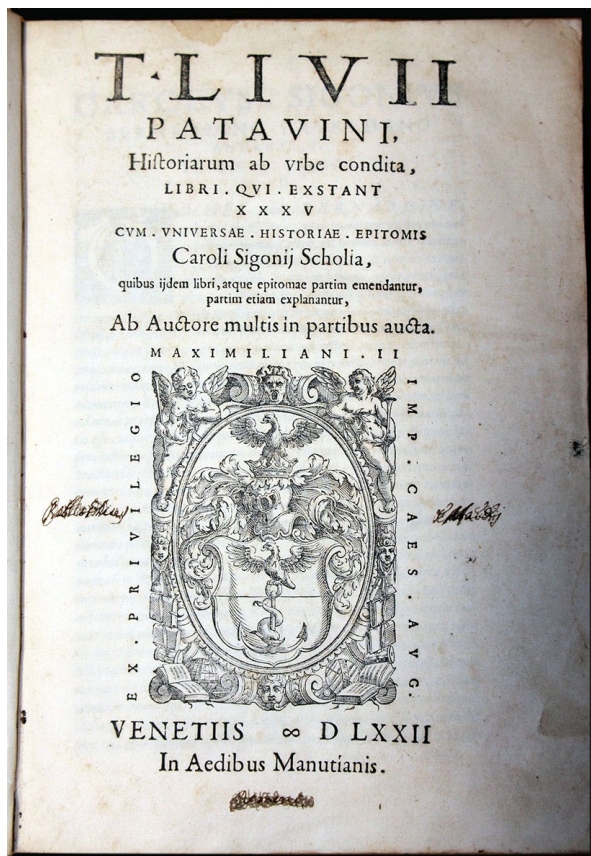 T·LIVII
PATAVINI,
Hiſtoriarum ab vrbe condita,
LIBRI . QVI . EXSTANT
XXXV
CVM . VNIVERSAE . HISTORIAE . EPITOMIS
Caroli Sigonij Scholia,
quibus ijdem libri, atque epitomae partim emendantur,
partim etiam explanantur,
Ab Auctore multis in partibus aucta.
MAXIMILIANI . II
IMP . CAES . AVG.
EX . PRIVILEGIO
VENETIIS ∞ D LXXII
In Aedibus Manutianis.